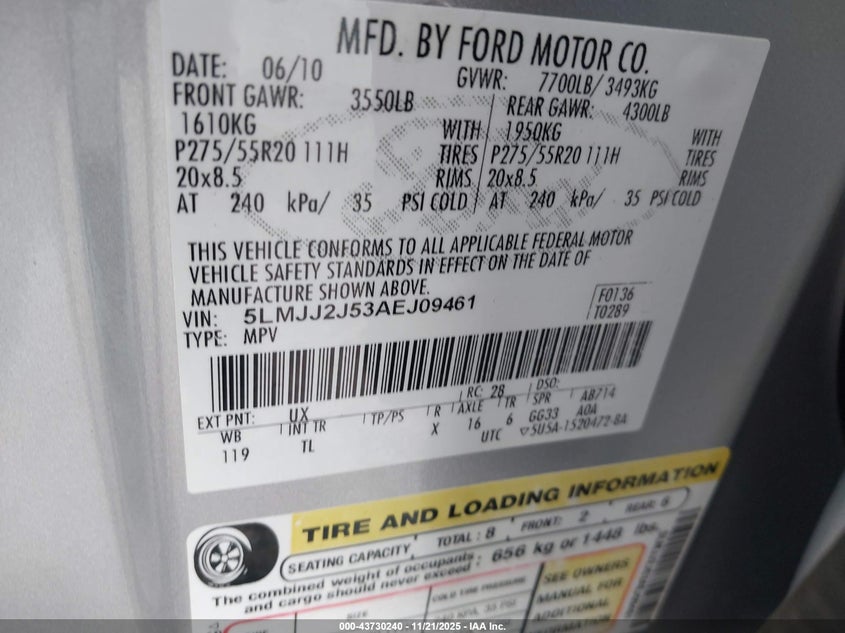 MFD. BY FORD MOTOR CO.
DATE: 06/10 GVWR: 7700LB/ 3493KG
FRONT GAWR: 3550LB REAR GAWR: 4300LB
1610KG WITH 1950KG WITH
P275/55R20 111H TIRES P275/55R20 111H TIRES
20x8.5 RIMS 20x8.5 RIMS
AT 240 kPa/ 35 PSI COLD AT 240 kPa/ 35 PSI COLD
THIS VEHICLE CONFORMS TO ALL APPLICABLE FEDERAL MOTOR
VEHICLE SAFETY STANDARDS IN EFFECT ON THE DATE OF
MANUFACTURE SHOWN ABOVE.
VIN: 5LMJJ2J53AEJ09461 F0136
TYPE: MPV T0289
EXT PNT: UX RC: 28 DSO:
WB INT TR TP/PS R AXLE TR SPR AB714
119 TL X 16 6 GG33 A0A
UTC ▽5U5A-1520472-8A
TIRE AND LOADING INFORMATION
SEATING CAPACITY TOTAL: 8 FRONT: 2 REAR: 6
The combined weight of occupants
and cargo should never exceed : 656 kg or 1448 lbs.
SIZE COLD TIRE PRESSURE SEE OWNERS
MANUAL FOR
ADDITIONAL
000-43730240 - 11/21/2025 - IAA Inc.